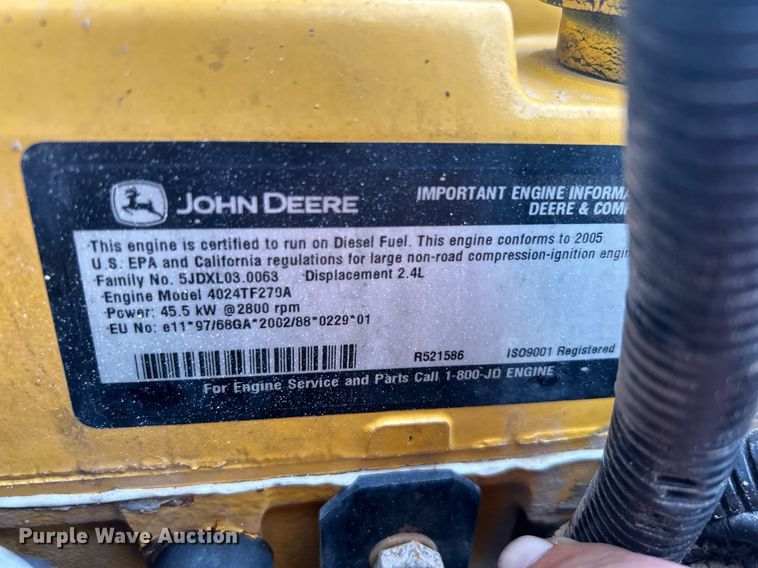 JOHN DEERE
IMPORTANT ENGINE
DEERE &
This engine is certified to run on Diesel Fuel. This engine conforms to 2005
U.S. EPA and California regulations for large non-road compression-ignition
Family No. 5JDXL03.0063 Displacement 2.4L
Engine Model 4024TF270A
Power: 45.5 kW @2800 rpm
EU No: e11*97/68GA*2002/88*0229*01
R521586 ISO9001 Registered
For Engine Service and Parts Call 1-800-JD ENGINE
Purple Wave Auction